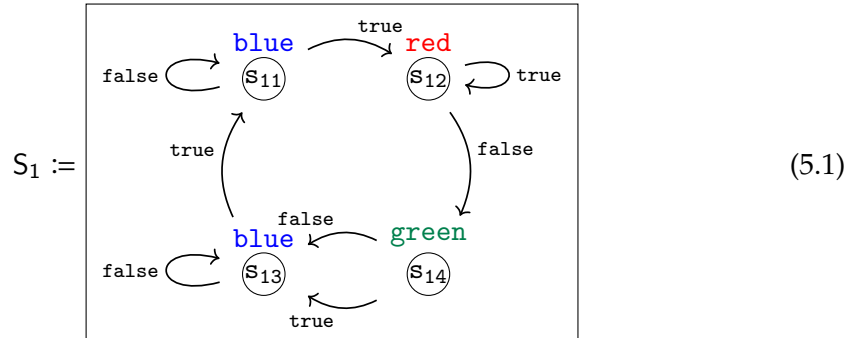 true
blue red
false s₁₁ s₁₂ true
true false
S₁ := (5.1)
false
blue green
false s₁₃ s₁₄
true